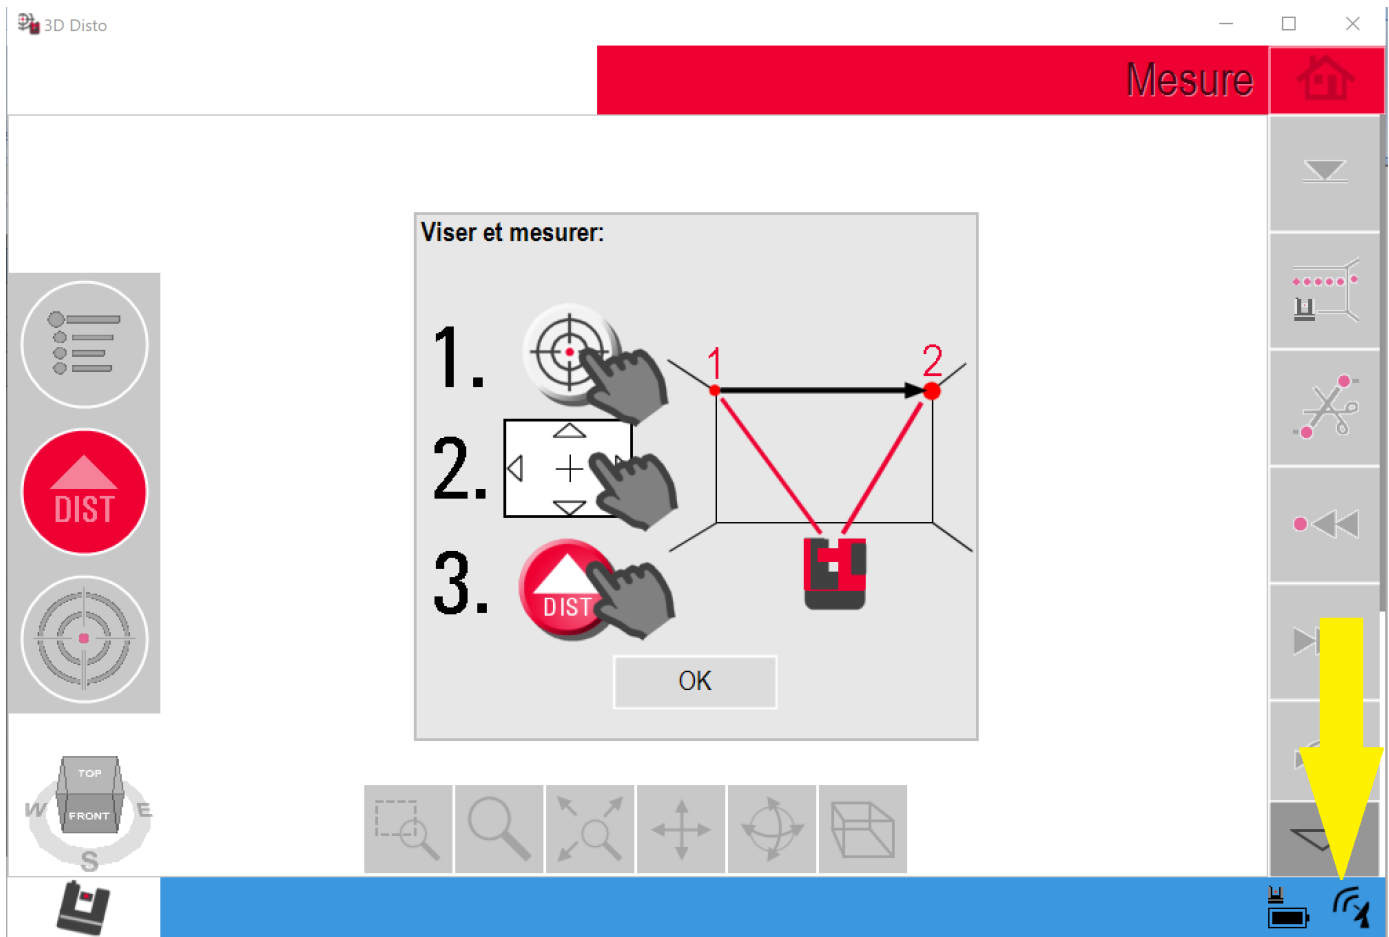 3D Disto
Mesure
Viser et mesurer:
1.
1
2
2.
DIST
3.
DIST
OK
TOP
W
FRONT
E
S